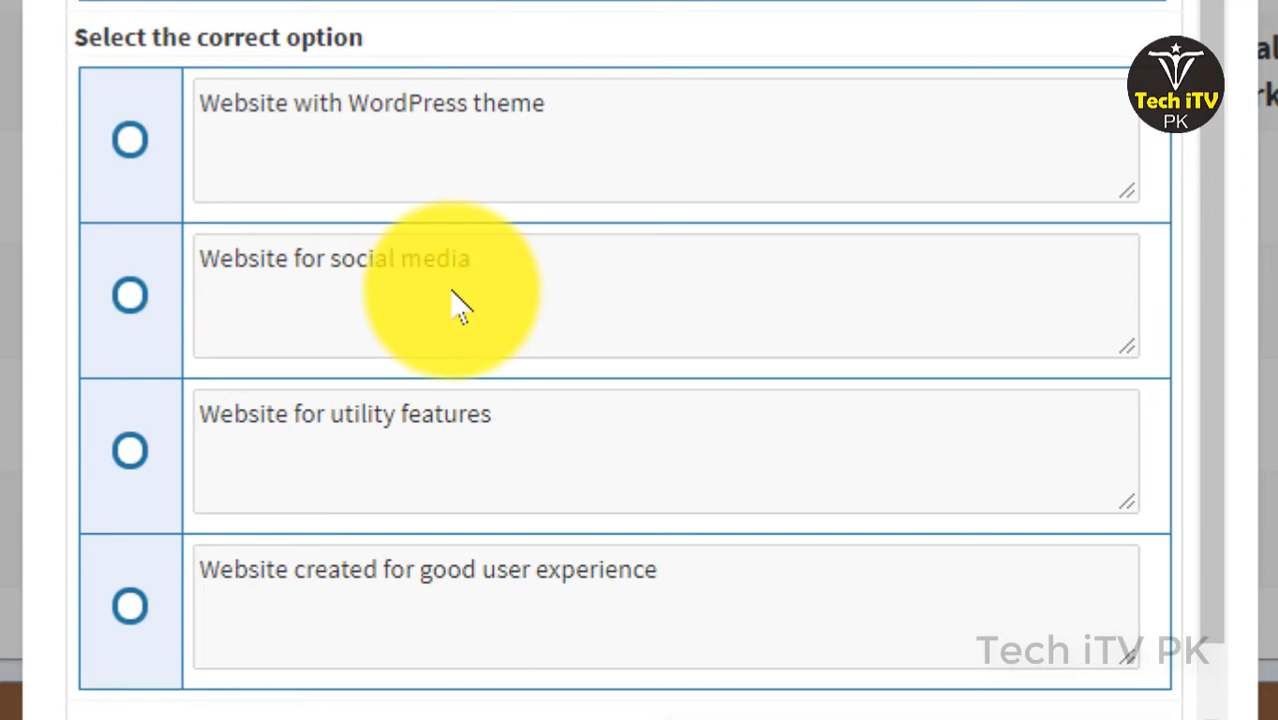 Select the correct option
Website with WordPress theme
Website for social media
Website for utility features
Website created for good user experience
Tech iTV
PK
Tech iTV PK